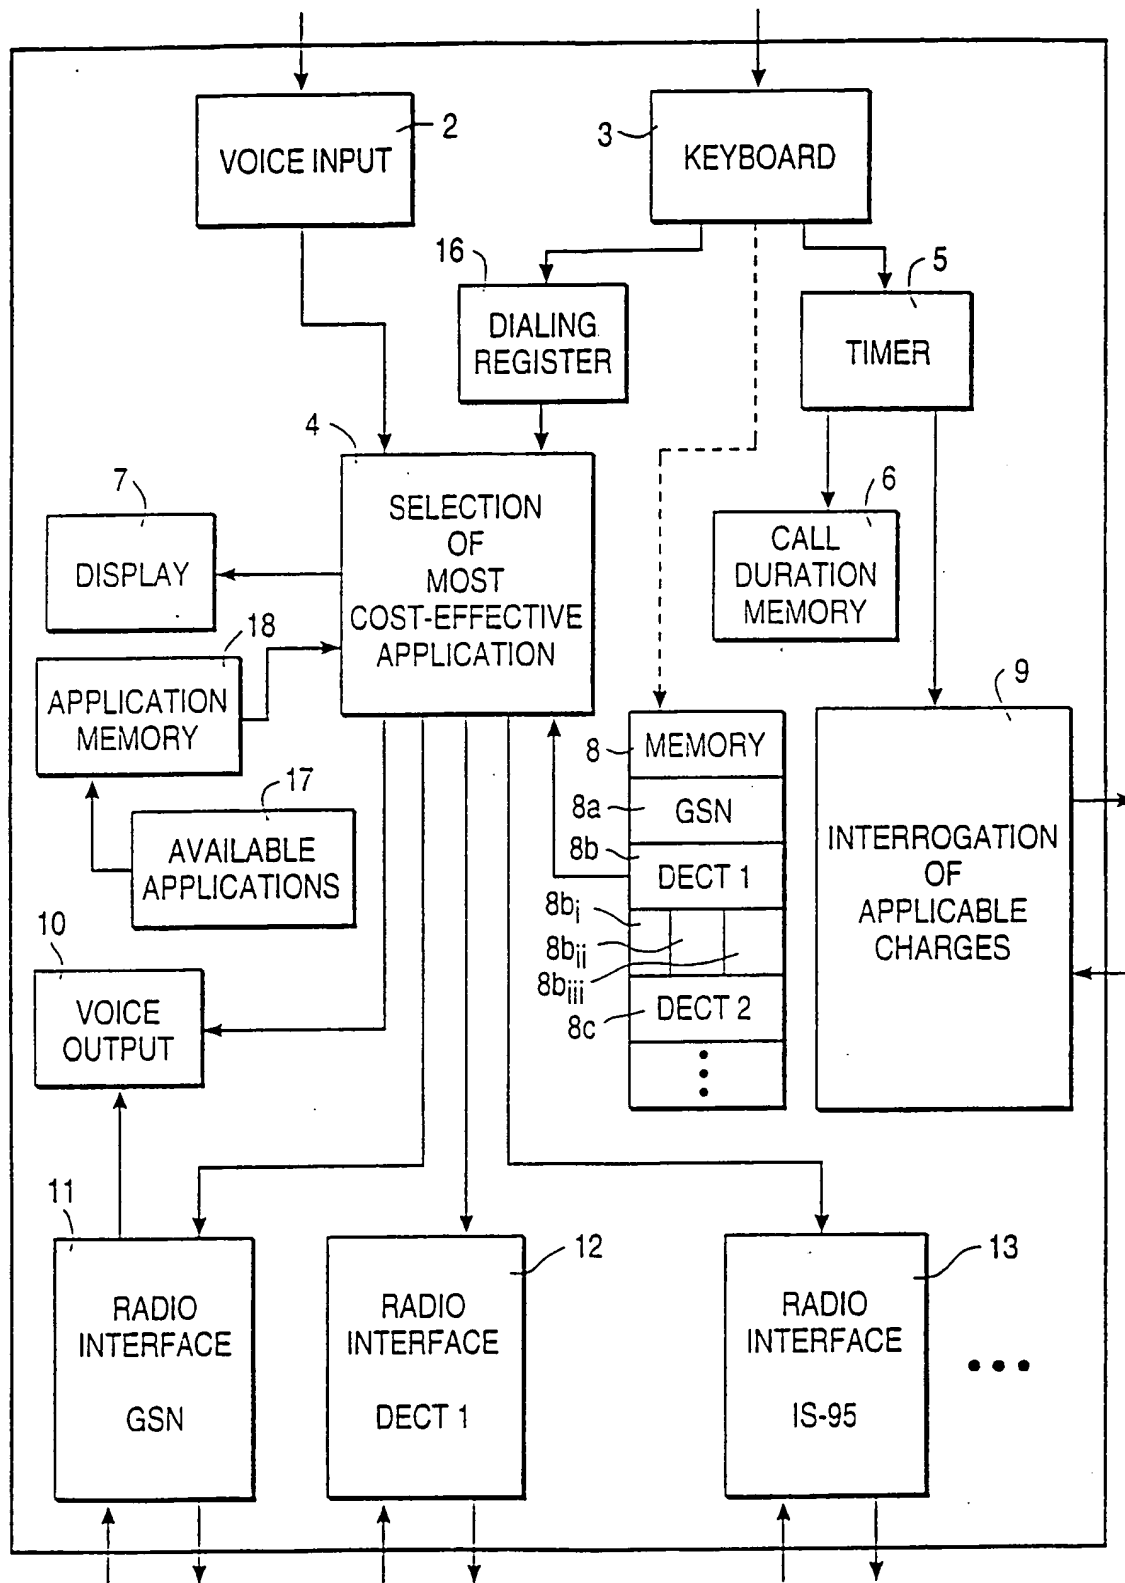 2
VOICE INPUT
3
KEYBOARD
16
DIALING
REGISTER
5
TIMER
4
SELECTION
OF
MOST
COST-EFFECTIVE
APPLICATION
7
DISPLAY
6
CALL
DURATION
MEMORY
18
APPLICATION
MEMORY
17
AVAILABLE
APPLICATIONS
8
MEMORY
8a
GSN
8b
DECT 1
8bi
8bii
8biii
8c
DECT 2
9
INTERROGATION
OF
APPLICABLE
CHARGES
10
VOICE
OUTPUT
11
RADIO
INTERFACE
GSN
12
RADIO
INTERFACE
DECT 1
13
RADIO
INTERFACE
IS-95